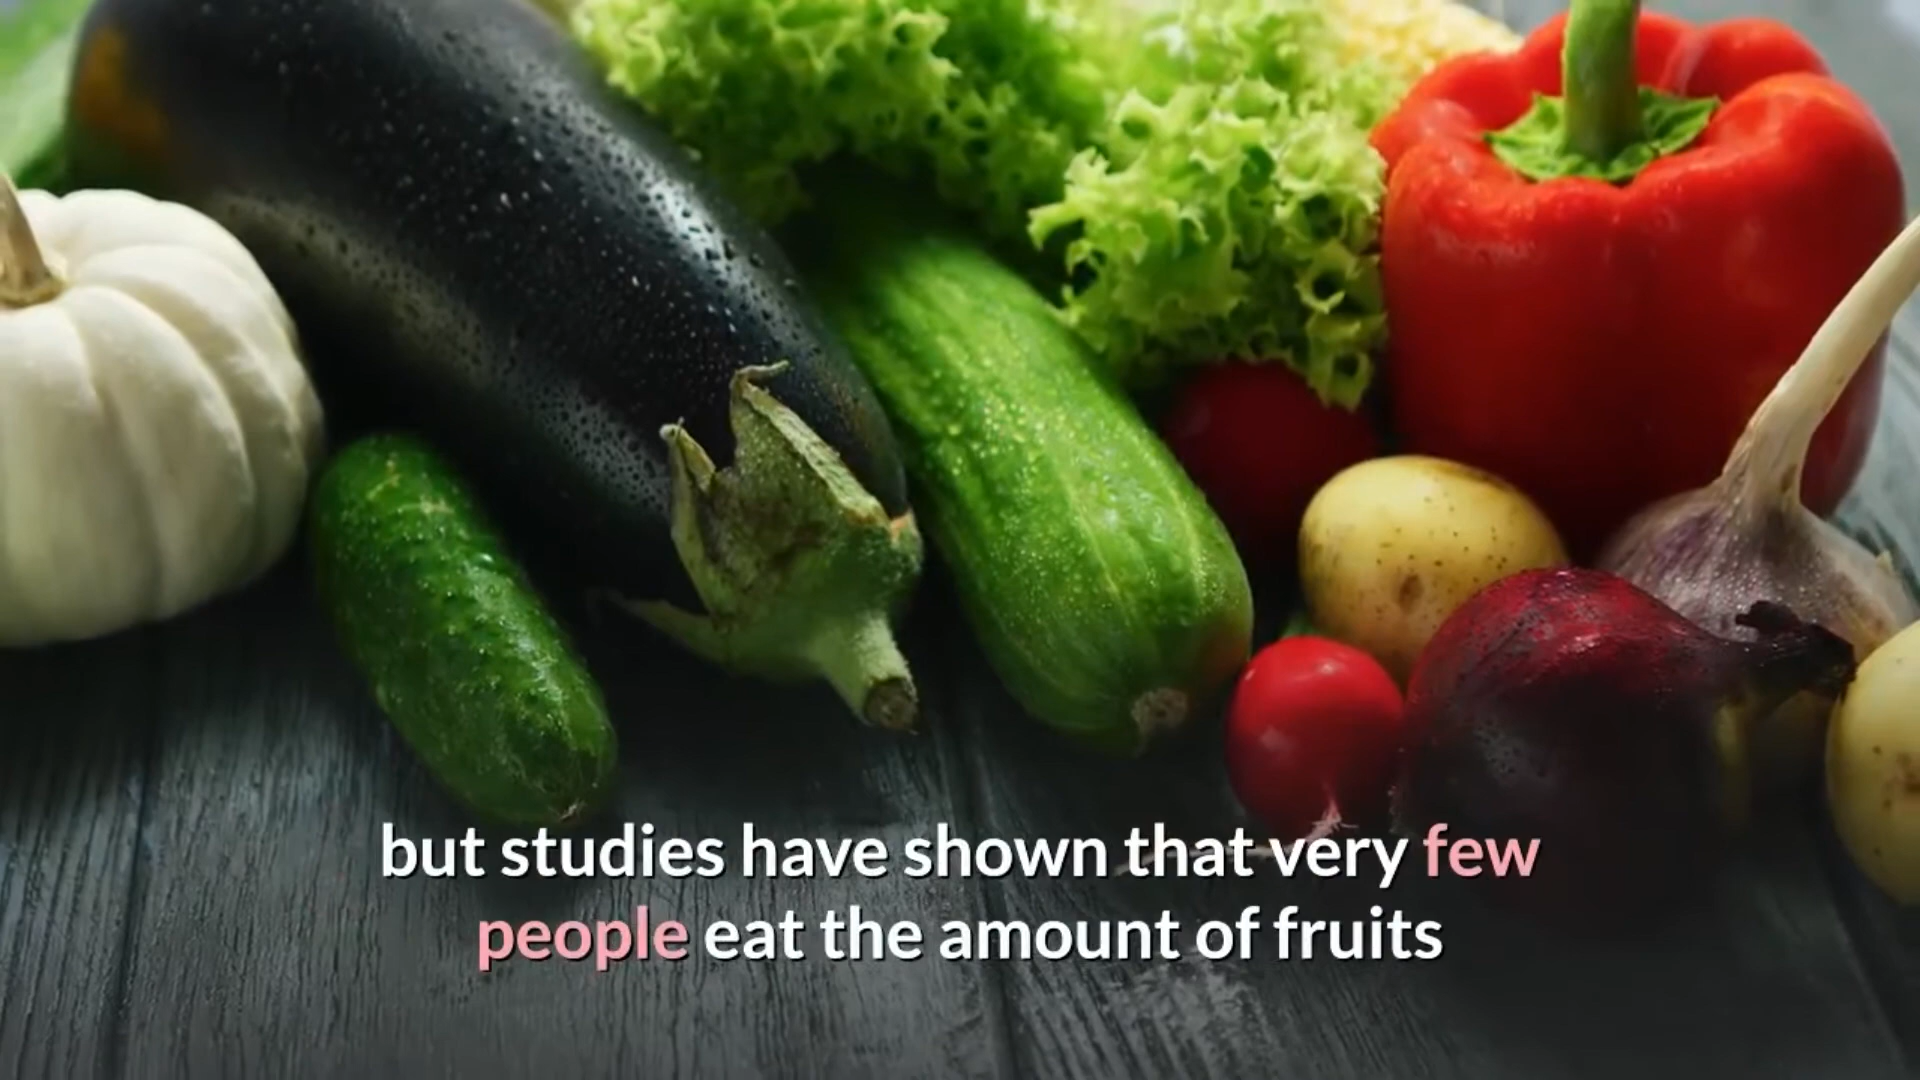 but studies have shown that very few
people eat the amount of fruits